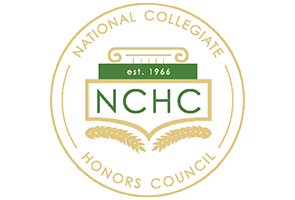 NATIONAL COLLEGIATE
est. 1966
NCHC
HONORS COUNCIL